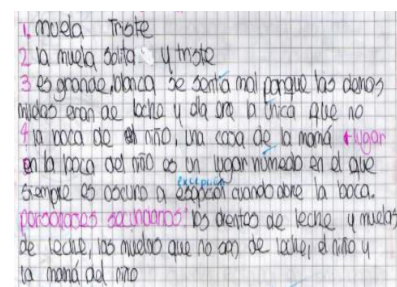 1. muela Triste
2 la muela solita y triste
3 es grande, blanca se sentia mal porque las demas
muelas eran de leche y ella era la única que no
4 la boca de niño, una casa de la mamá lugar
en la boca del niño es un lugar húmedo en el que
siempre es oscuro a excepción cuando abre la boca.
personajes secundarios: los dientes de leche y muelas
de leche, las muelas que no son de leche, el niño y
la mamá del niño